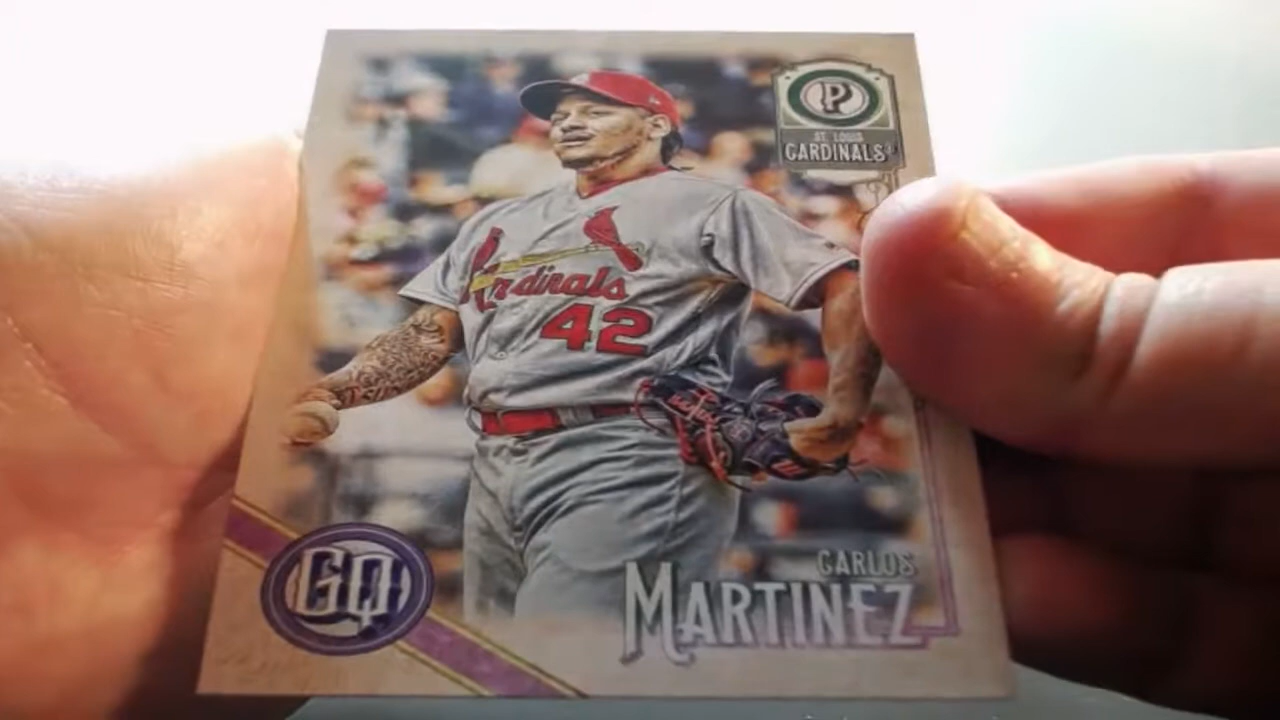 P
ST. LOUIS
CARDINALS
Cardinals
42
GQ
CARLOS
MARTINEZ